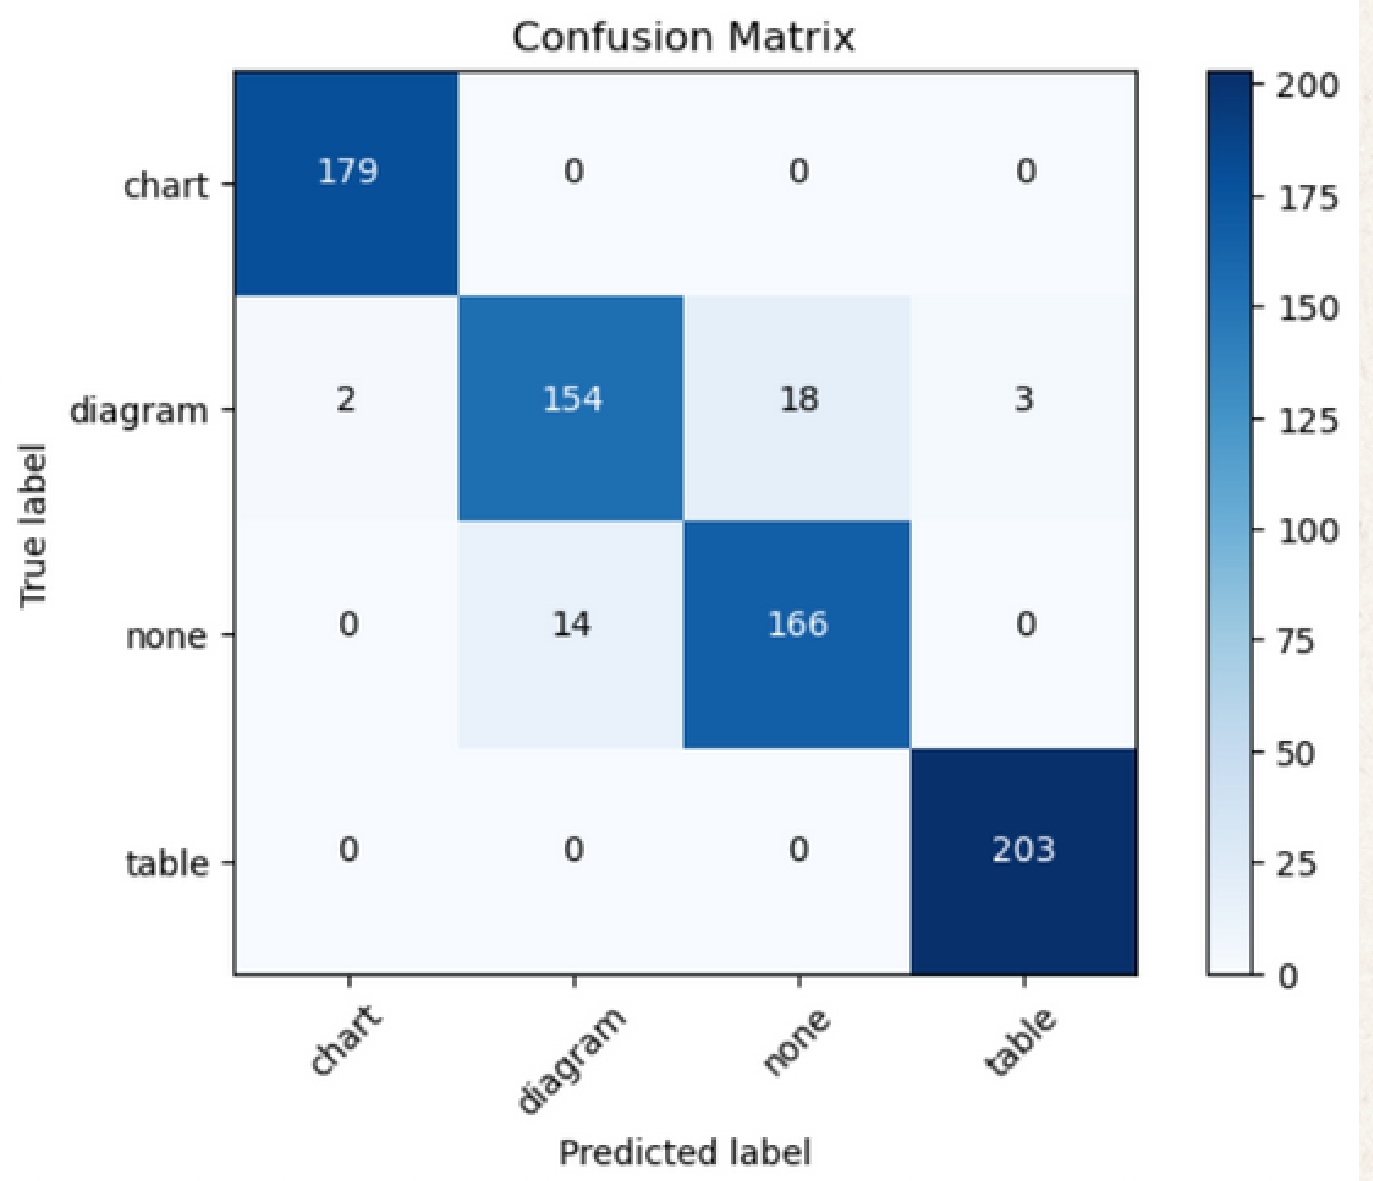 Confusion Matrix
chart 179 0 0 0
diagram 2 154 18 3
none 0 14 166 0
table 0 0 0 203
True label
chart diagram none table
Predicted label
200
175
150
125
100
75
50
25
0